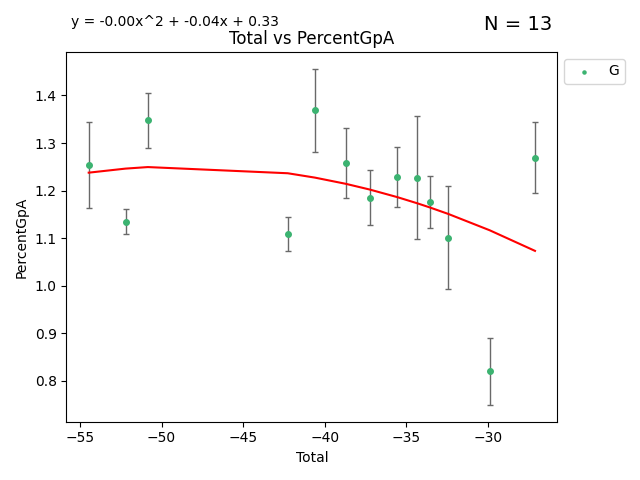 y = -0.00x^2 + -0.04x + 0.33
N = 13
Total vs PercentGpA
G
PercentGpA
1.4
1.3
1.2
1.1
1.0
0.9
0.8
−55
−50
−45
−40
−35
−30
Total